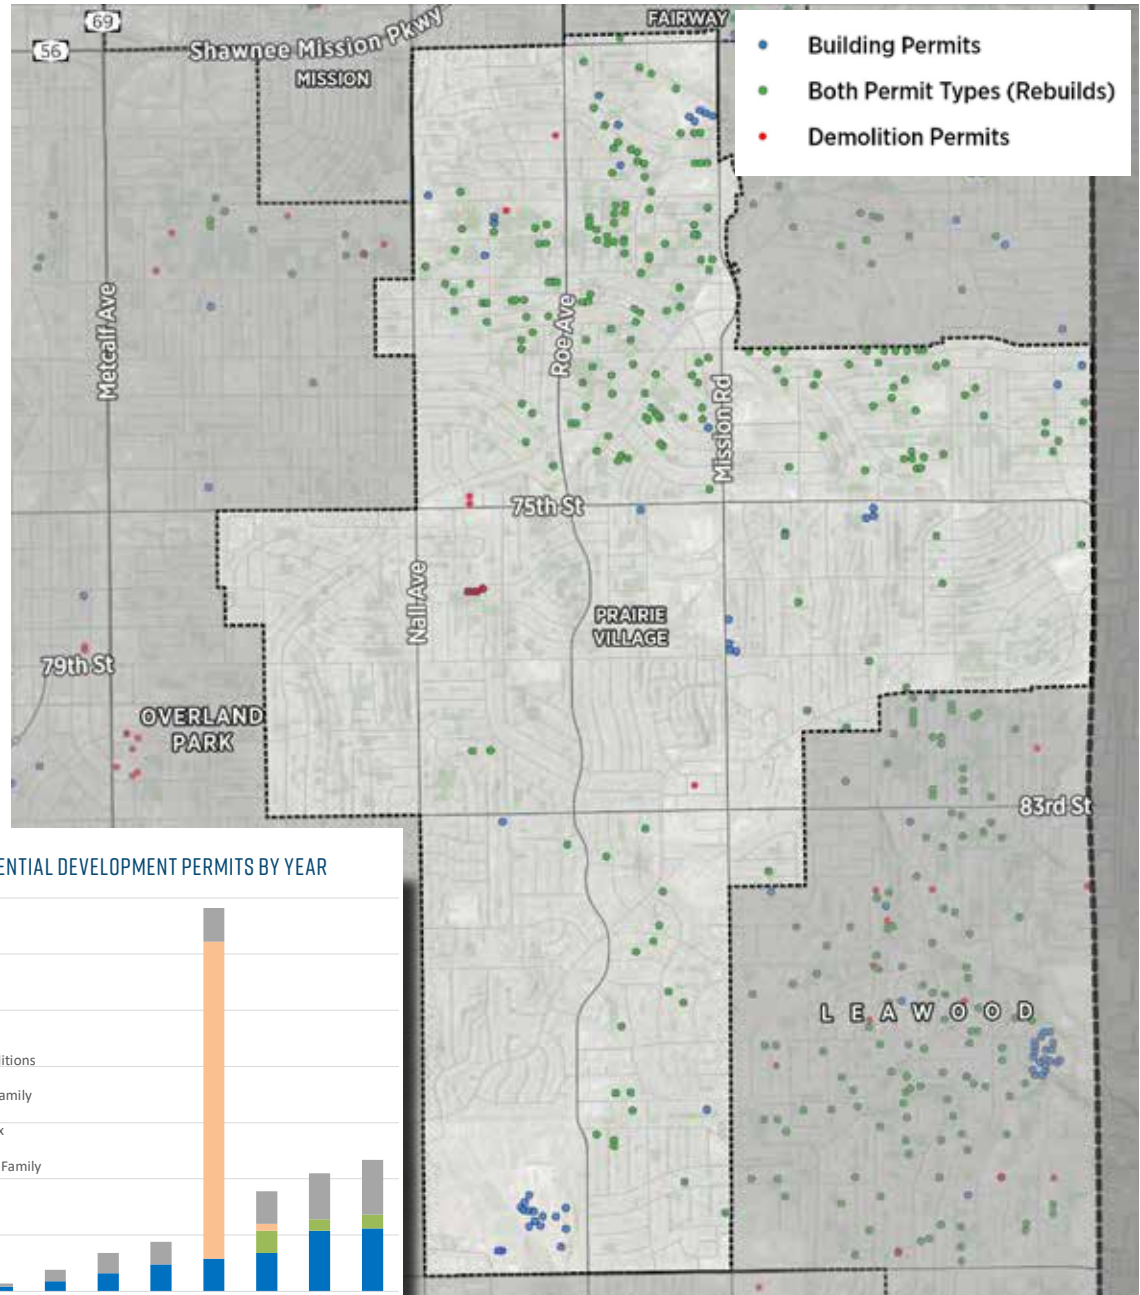 69
56
Shawnee Mission Pkwy
MISSION
FAIRWAY
Building Permits
Both Permit Types (Rebuilds)
Demolition Permits
Metcalf Ave
Roe Ave
Mission Rd
75th St
Nall Ave
PRAIRIE
VILLAGE
79th St
OVERLAND
PARK
83rd St
LEAWOOD
ENTIAL DEVELOPMENT PERMITS BY YEAR
litions
amily
x
Family